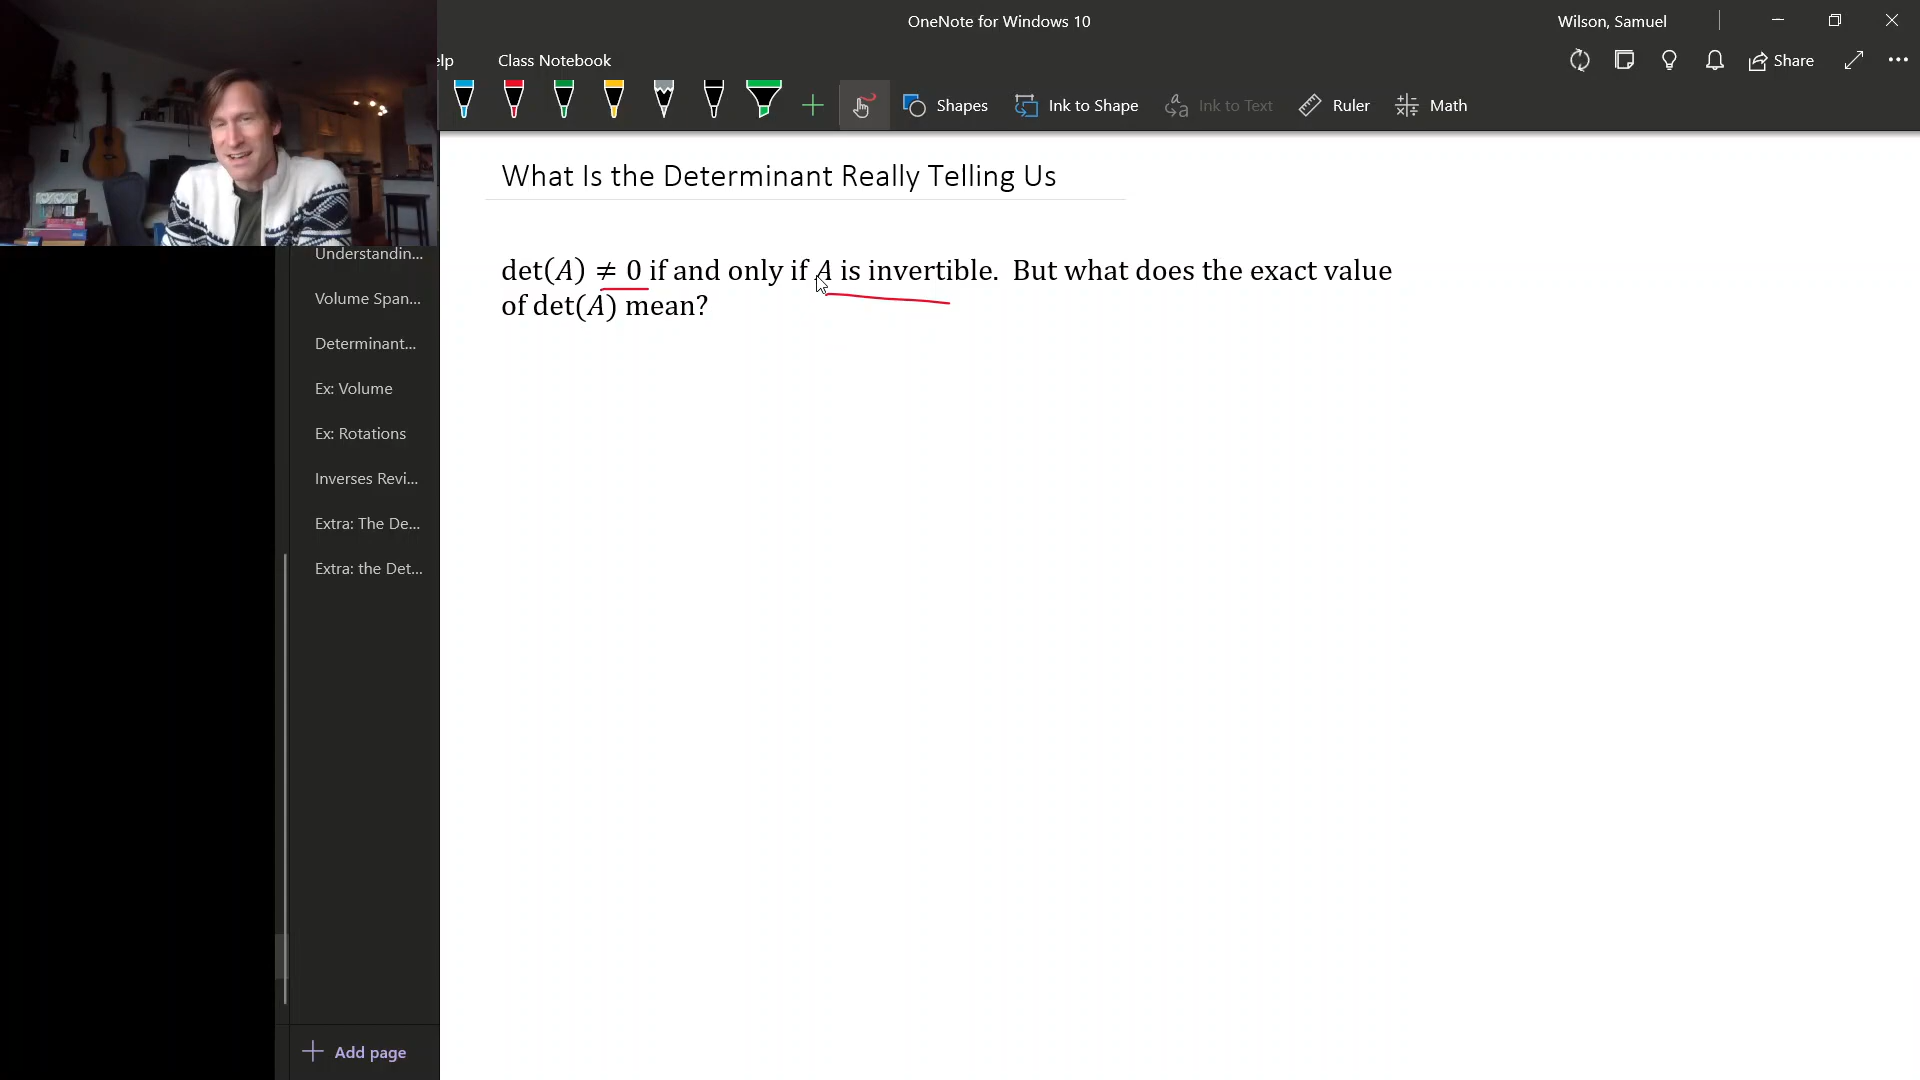 OneNote for Windows 10
Wilson, Samuel
elp
Class Notebook
Share
Shapes
Ink to Shape
Ink to Text
Ruler
Math
What Is the Determinant Really Telling Us
det(A) ≠ 0 if and only if A is invertible. But what does the exact value
of det(A) mean?
Understandin...
Volume Span...
Determinant...
Ex: Volume
Ex: Rotations
Inverses Revi...
Extra: The De...
Extra: the Det...
Add page